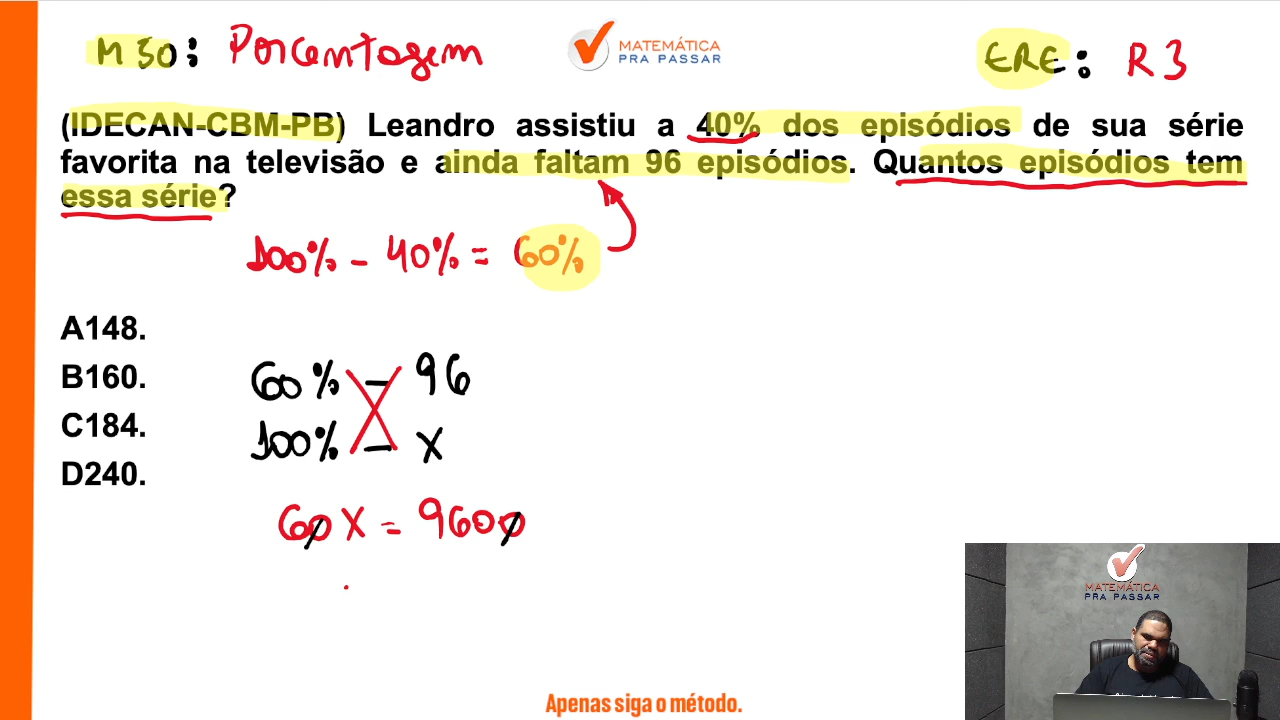 M50: Porcentagem
MATEMÁTICA
PRA PASSAR
ERE: R3
(IDECAN-CBM-PB) Leandro assistiu a 40% dos episódios de sua série
favorita na televisão e ainda faltam 96 episódios. Quantos episódios tem
essa série?
100% - 40% = 60%
A148.
B160.
C184.
D240.
60% - 96
100% - X
60X = 9600
MATEMÁTICA
PRA PASSAR
Apenas siga o método.